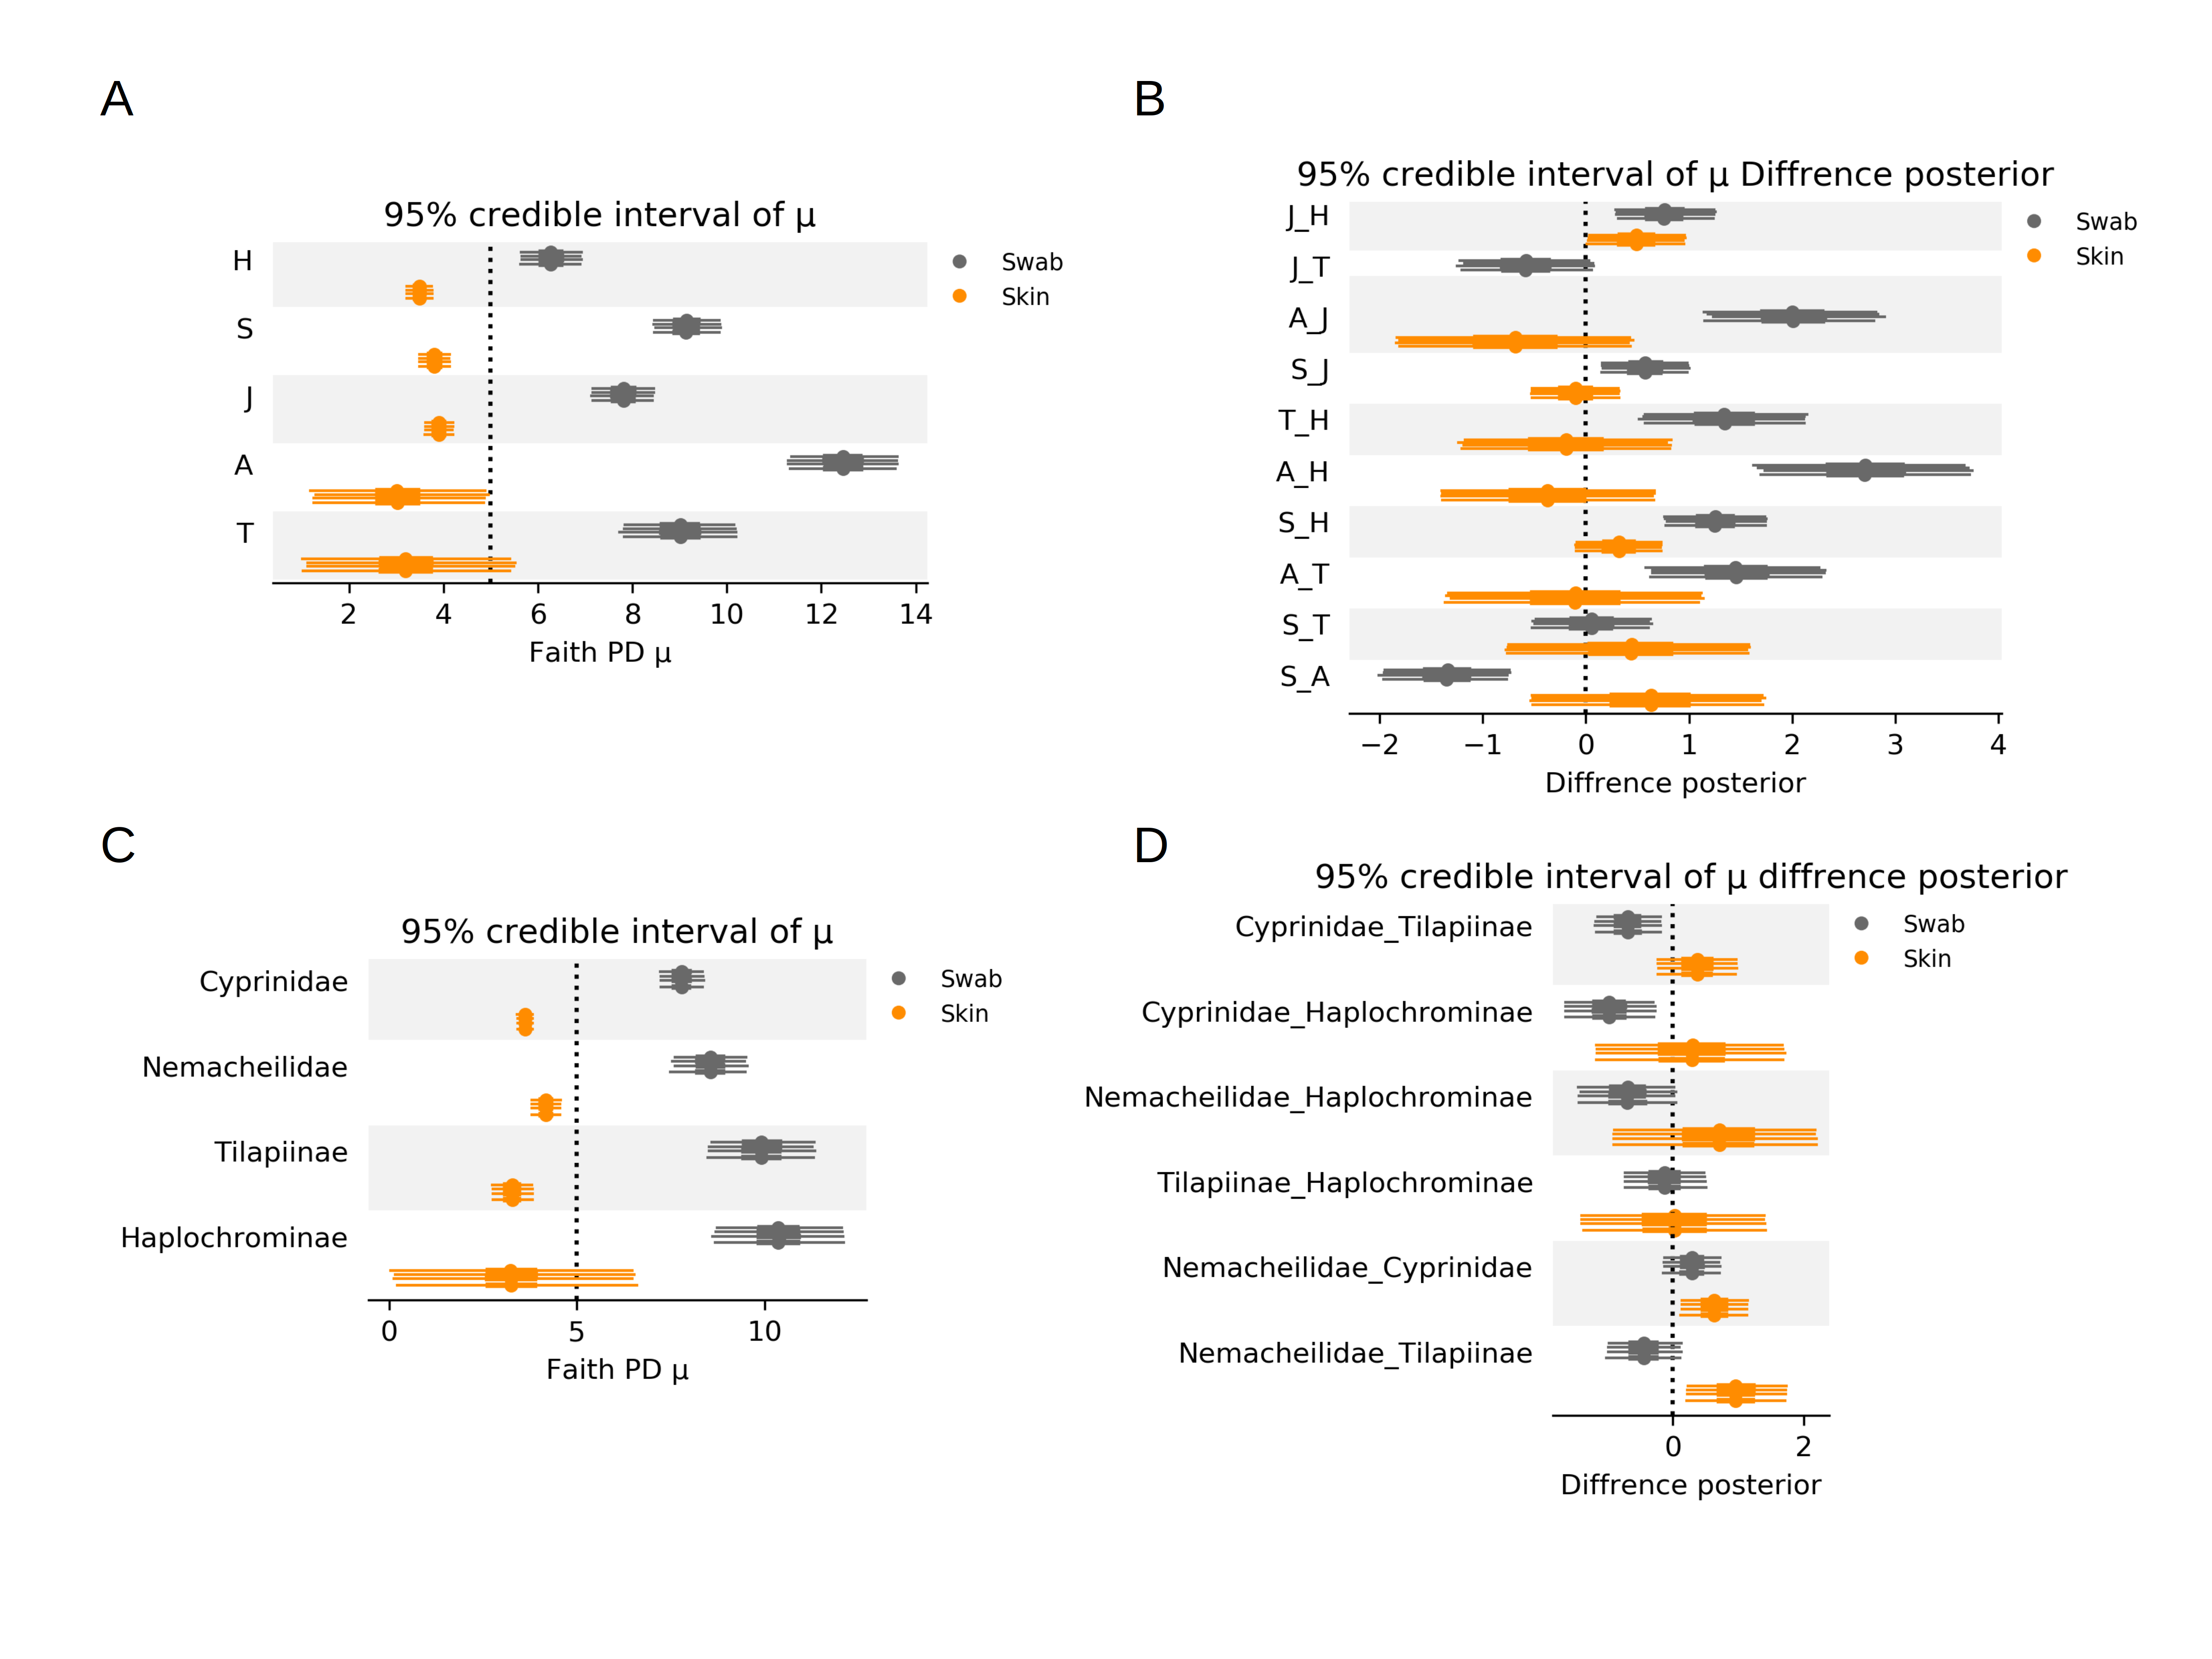 A
95% credible interval of μ
H
S
J
A
T
Swab
Skin
2 4 6 8 10 12 14
Faith PD μ
B
95% credible interval of μ Diffrence posterior
J_H
J_T
A_J
S_J
T_H
A_H
S_H
A_T
S_T
S_A
Swab
Skin
−2 −1 0 1 2 3 4
Diffrence posterior
C
95% credible interval of μ
Cyprinidae
Nemacheilidae
Tilapiinae
Haplochrominae
Swab
Skin
0 5 10
Faith PD μ
D
95% credible interval of μ diffrence posterior
Cyprinidae_Tilapiinae
Cyprinidae_Haplochrominae
Nemacheilidae_Haplochrominae
Tilapiinae_Haplochrominae
Nemacheilidae_Cyprinidae
Nemacheilidae_Tilapiinae
Swab
Skin
0 2
Diffrence posterior